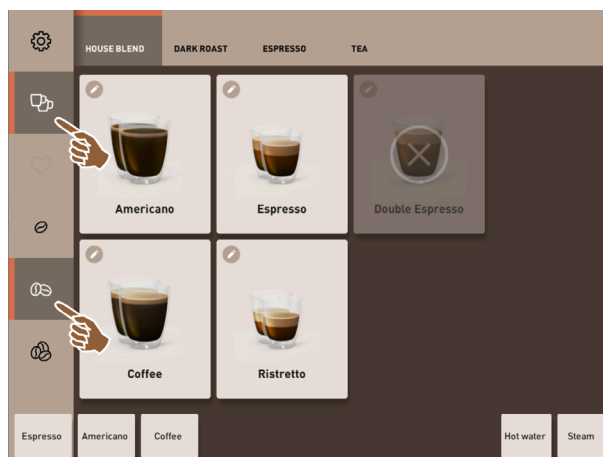 HOUSE BLEND DARK ROAST ESPRESSO TEA
Americano Espresso Double Espresso
Coffee Ristretto
Espresso Americano Coffee Hot water Steam